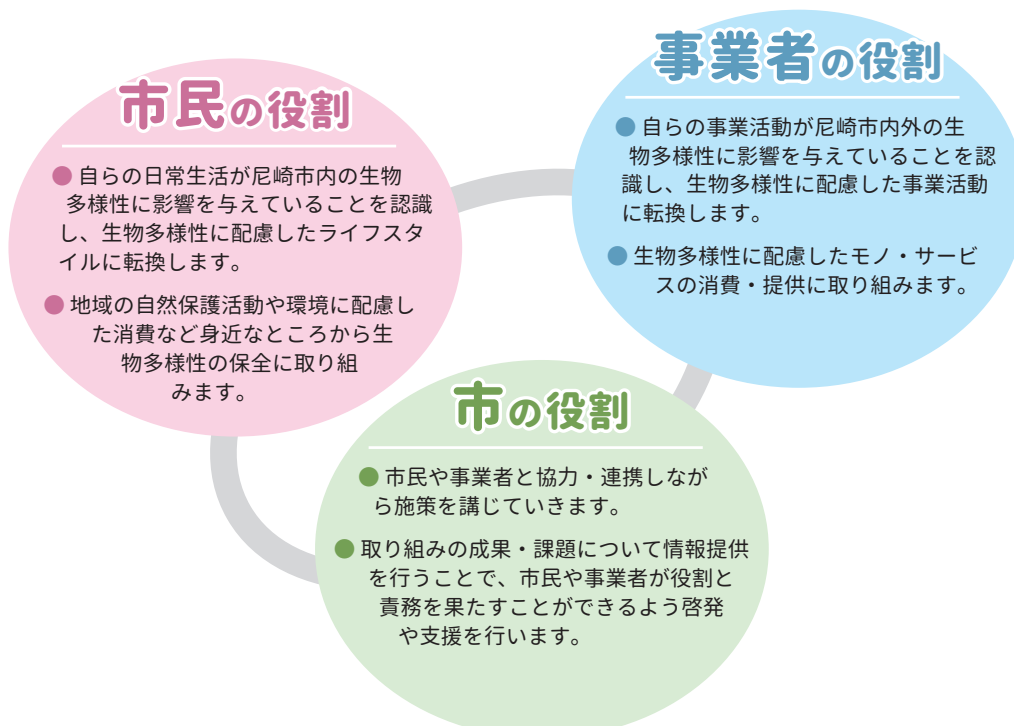 市民の役割
● 自らの日常生活が尼崎市内の生物
多様性に影響を与えていることを認識
し、生物多様性に配慮したライフスタ
イルに転換します。
● 地域の自然保護活動や環境に配慮し
た消費など身近なところから生
物多様性の保全に取り組
みます。
事業者の役割
● 自らの事業活動が尼崎市内外の生
物多様性に影響を与えていることを認
識し、生物多様性に配慮した事業活動
に転換します。
● 生物多様性に配慮したモノ・サービ
スの消費・提供に取り組みます。
市の役割
● 市民や事業者と協力・連携しなが
ら施策を講じていきます。
● 取り組みの成果・課題について情報提供
を行うことで、市民や事業者が役割と
責務を果たすことができるよう啓発
や支援を行います。